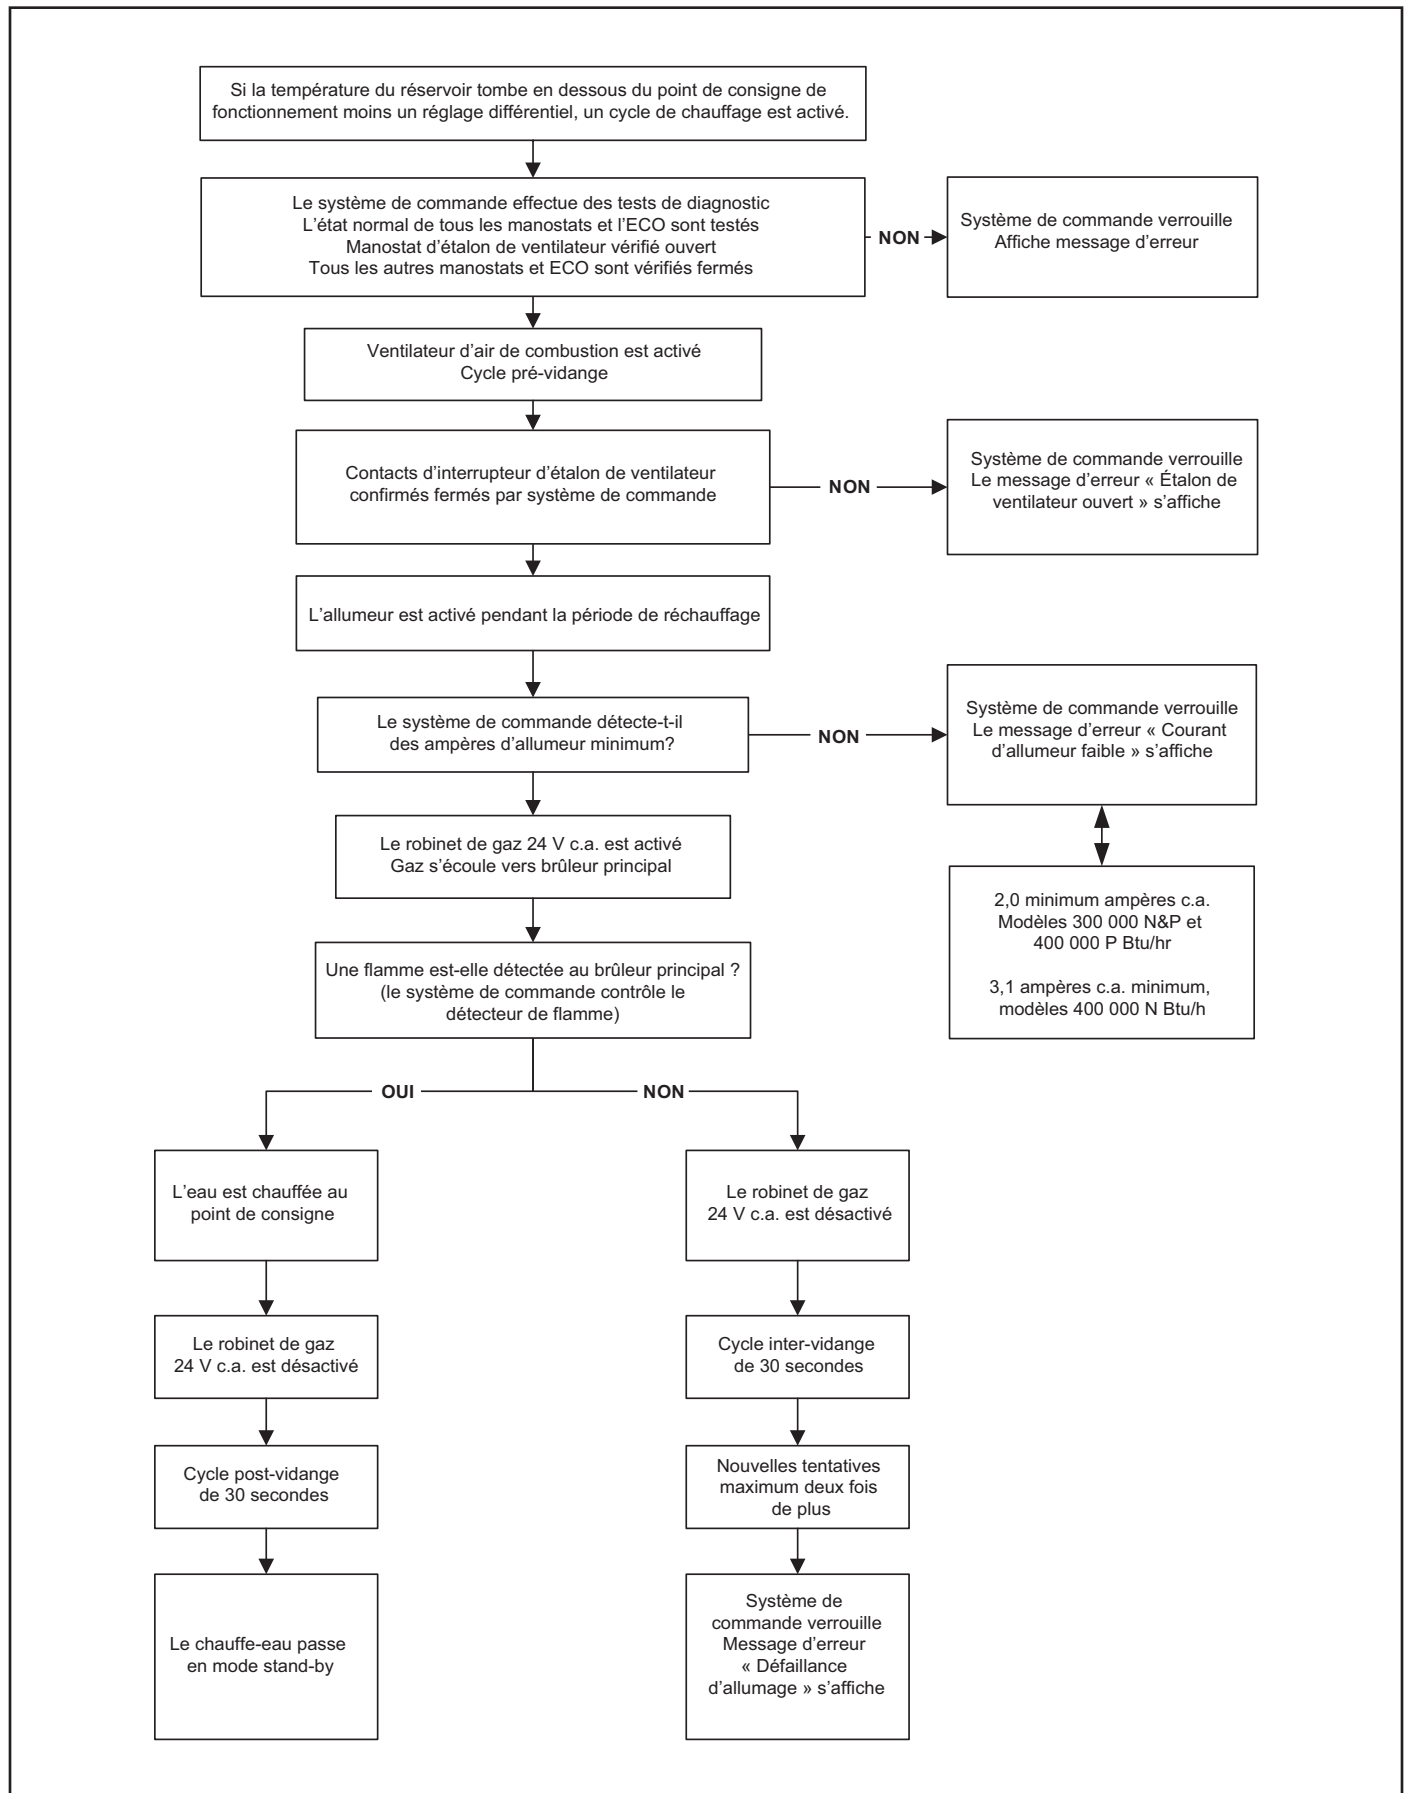 Si la température du réservoir tombe en dessous du point de consigne de
fonctionnement moins un réglage différentiel, un cycle de chauffage est activé.
Le système de commande effectue des tests de diagnostic
L'état normal de tous les manostats et l'ECO sont testés
Manostat d'étalon de ventilateur vérifié ouvert
Tous les autres manostats et ECO sont vérifiés fermés
NON
Système de commande verrouille
Affiche message d'erreur
Ventilateur d'air de combustion est activé
Cycle pré-vidange
Contacts d'interrupteur d'étalon de ventilateur
confirmés fermés par système de commande
NON
Système de commande verrouille
Le message d'erreur « Étalon de
ventilateur ouvert » s'affiche
L'allumeur est activé pendant la période de réchauffage
Le système de commande détecte-t-il
des ampères d'allumeur minimum?
NON
Système de commande verrouille
Le message d'erreur « Courant
d'allumeur faible » s'affiche
Le robinet de gaz 24 V c.a. est activé
Gaz s'écoule vers brûleur principal
2,0 minimum ampères c.a.
Modèles 300 000 N&P et
400 000 P Btu/hr
3,1 ampères c.a. minimum,
modèles 400 000 N Btu/h
Une flamme est-elle détectée au brûleur principal ?
(le système de commande contrôle le
détecteur de flamme)
OUI
NON
L'eau est chauffée au
point de consigne
Le robinet de gaz
24 V c.a. est désactivé
Cycle post-vidange
de 30 secondes
Le chauffe-eau passe
en mode stand-by
Le robinet de gaz
24 V c.a. est désactivé
Cycle inter-vidange
de 30 secondes
Nouvelles tentatives
maximum deux fois
de plus
Système de
commande verrouille
Message d'erreur
« Défaillance
d'allumage » s'affiche